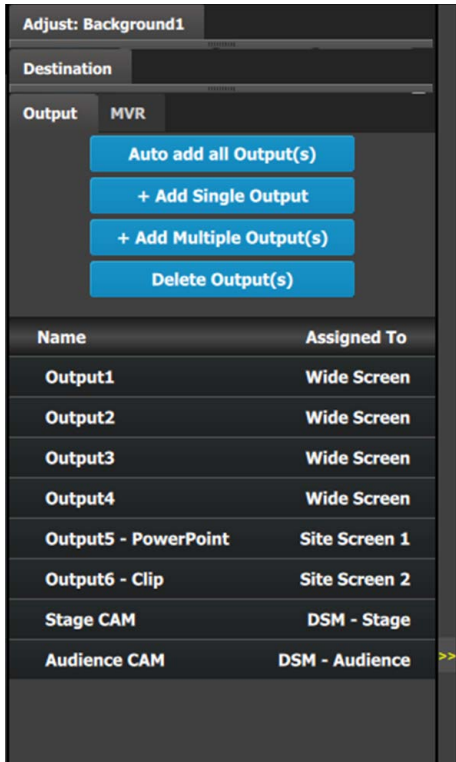 Adjust: Background1
Destination
Output MVR
Auto add all Output(s)
+ Add Single Output
+ Add Multiple Output(s)
Delete Output(s)
Name Assigned To
Output1 Wide Screen
Output2 Wide Screen
Output3 Wide Screen
Output4 Wide Screen
Output5 - PowerPoint Site Screen 1
Output6 - Clip Site Screen 2
Stage CAM DSM - Stage
Audience CAM DSM - Audience
>>